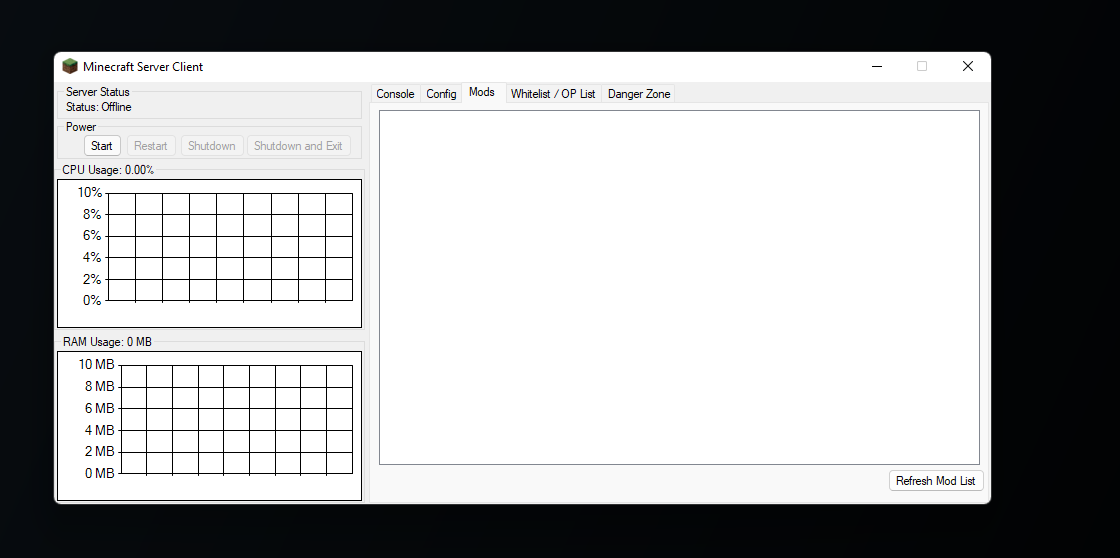 Minecraft Server Client
Server Status
Status: Offline
Power
Start Restart Shutdown Shutdown and Exit
CPU Usage: 0.00%
10%
8%
6%
4%
2%
0%
RAM Usage: 0 MB
10 MB
8 MB
6 MB
4 MB
2 MB
0 MB
Console Config Mods Whitelist / OP List Danger Zone
Refresh Mod List